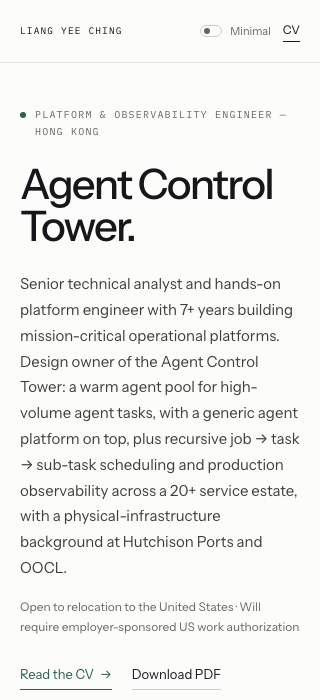 LIANG YEE CHING
Minimal
CV
PLATFORM & OBSERVABILITY ENGINEER —
HONG KONG
Agent Control
Tower.
Senior technical analyst and hands-on
platform engineer with 7+ years building
mission-critical operational platforms.
Design owner of the Agent Control
Tower: a warm agent pool for high-
volume agent tasks, with a generic agent
platform on top, plus recursive job → task
→ sub-task scheduling and production
observability across a 20+ service estate,
with a physical-infrastructure
background at Hutchison Ports and
OOCL.
Open to relocation to the United States · Will
require employer-sponsored US work authorization
Read the CV →
Download PDF